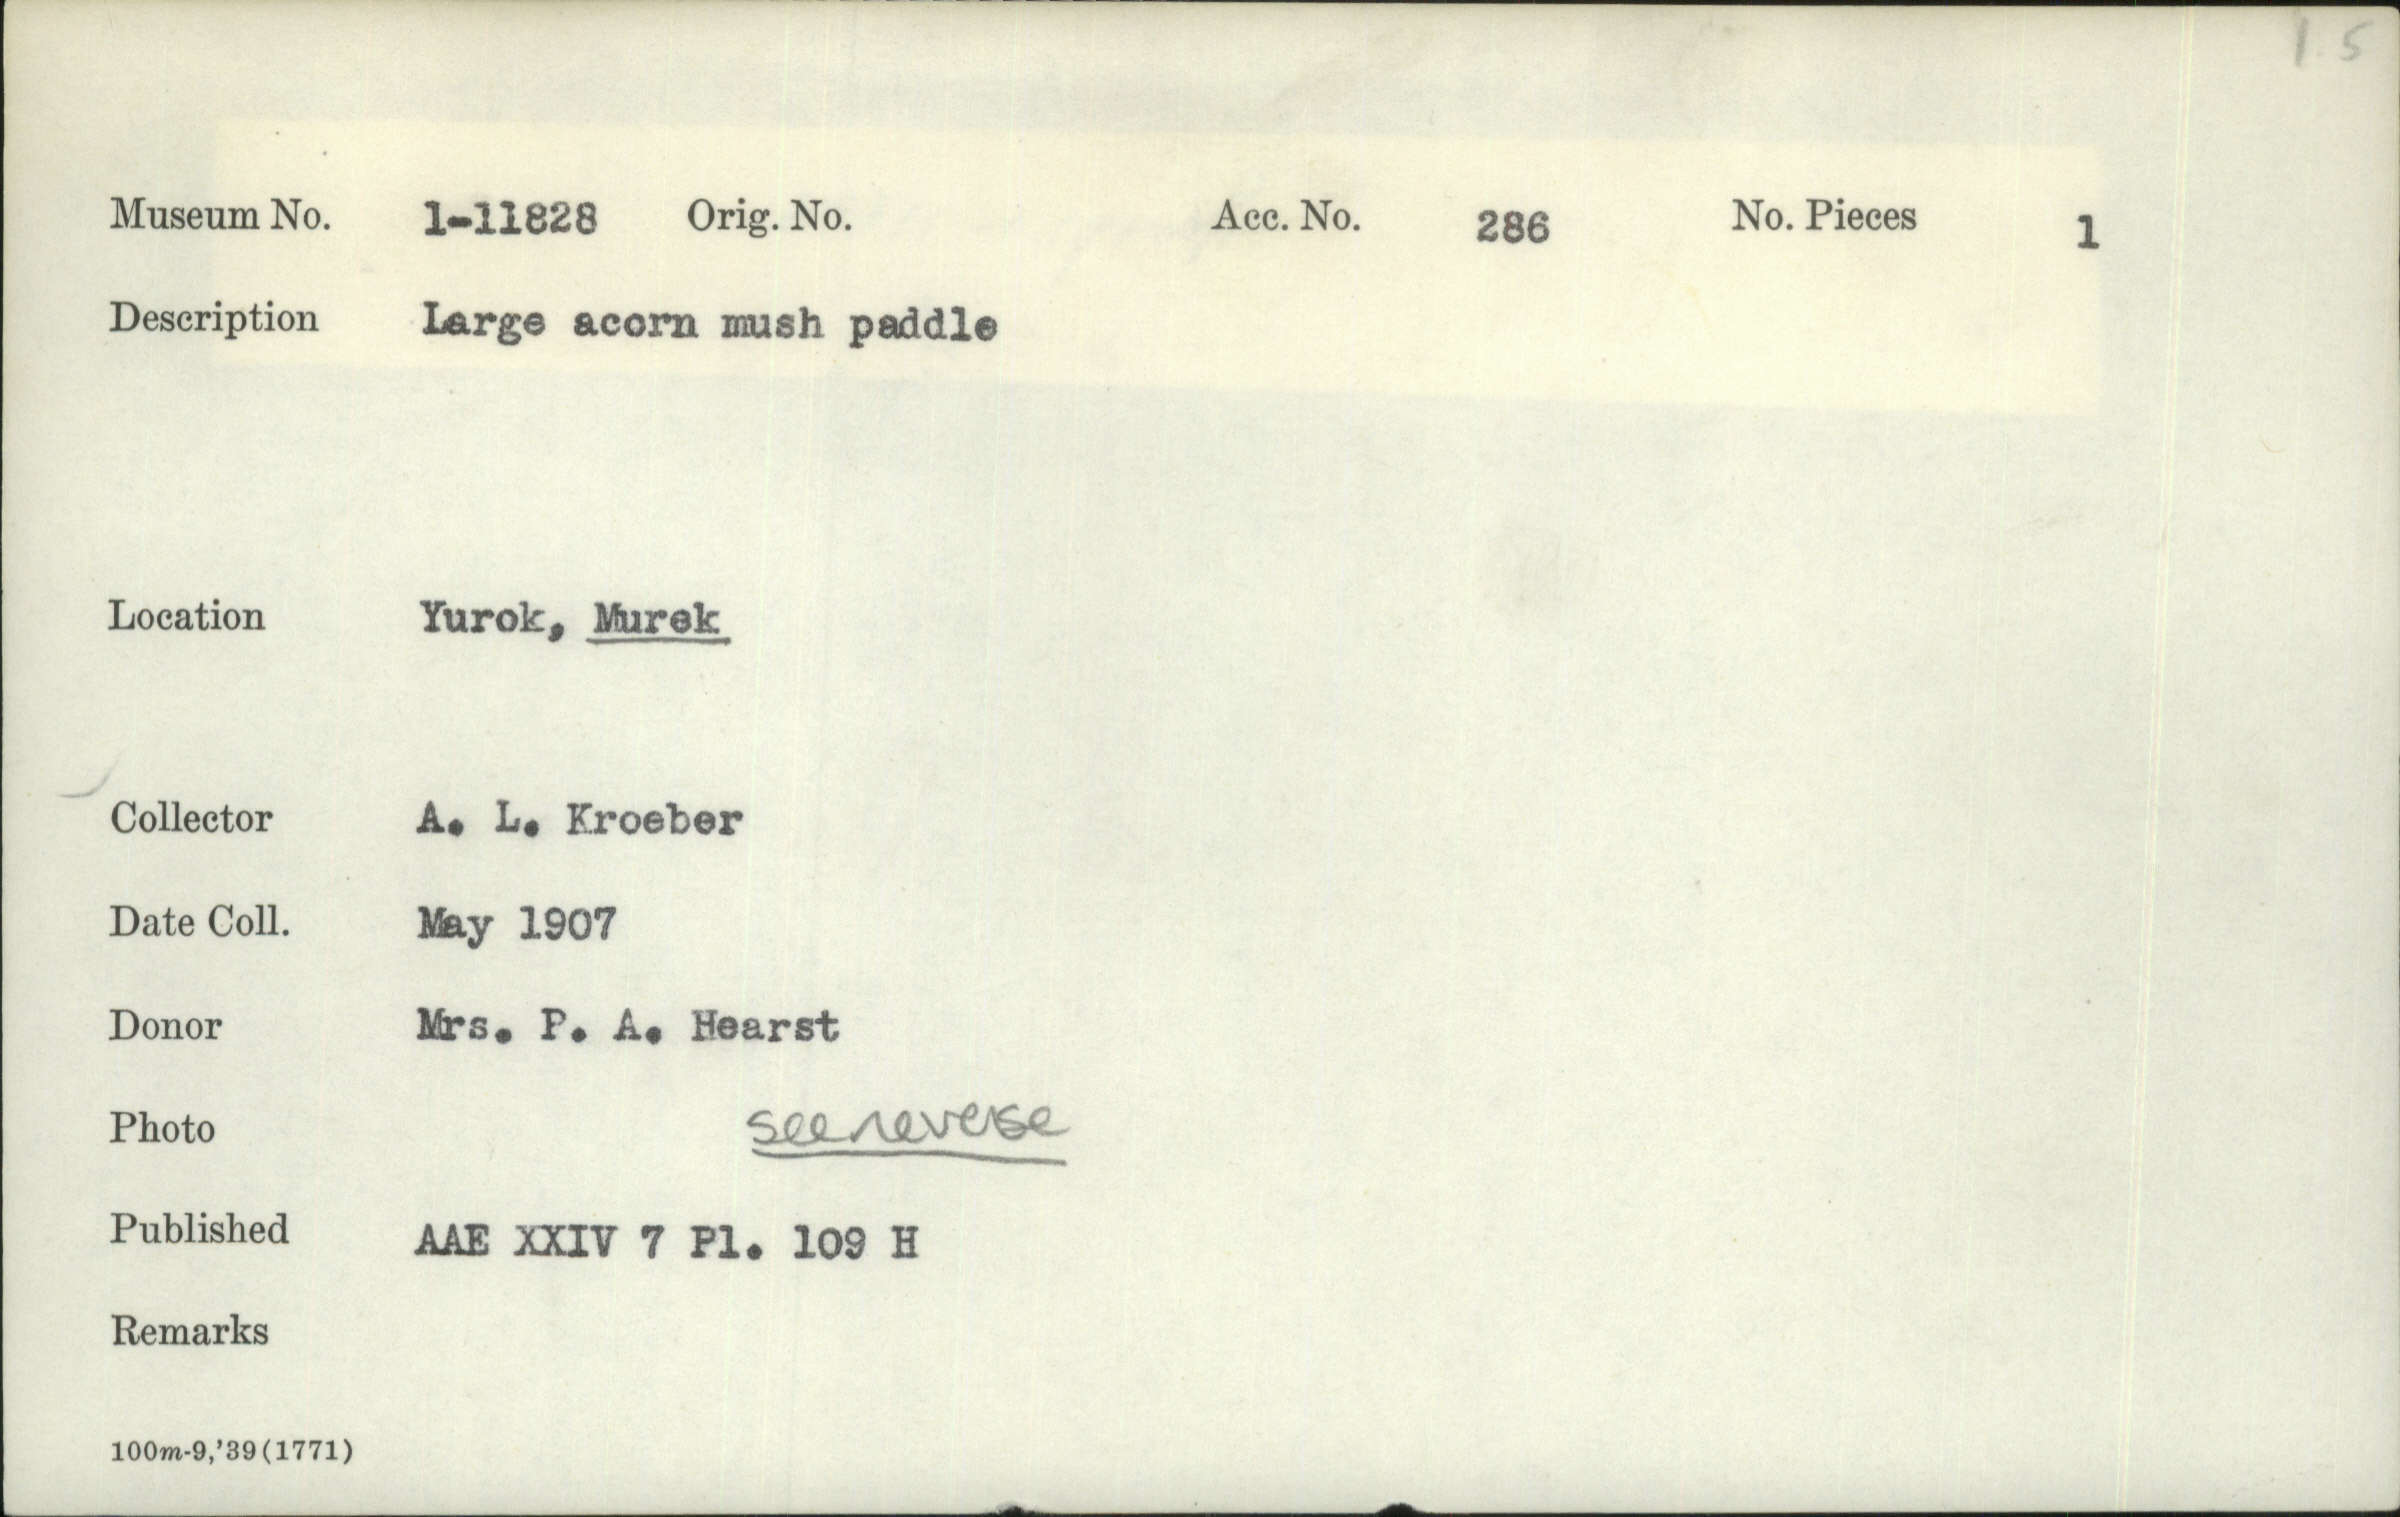 1.5
Museum No. 1-11828 Orig. No. Acc. No. 286 No. Pieces 1
Description Large acorn mush paddle
Location Yurok, Murek
Collector A. L. Kroeber
Date Coll. May 1907
Donor Mrs. P. A. Hearst
Photo see reverse
Published AAE XXIV 7 Pl. 109 H
Remarks
100m-9,'39(1771)